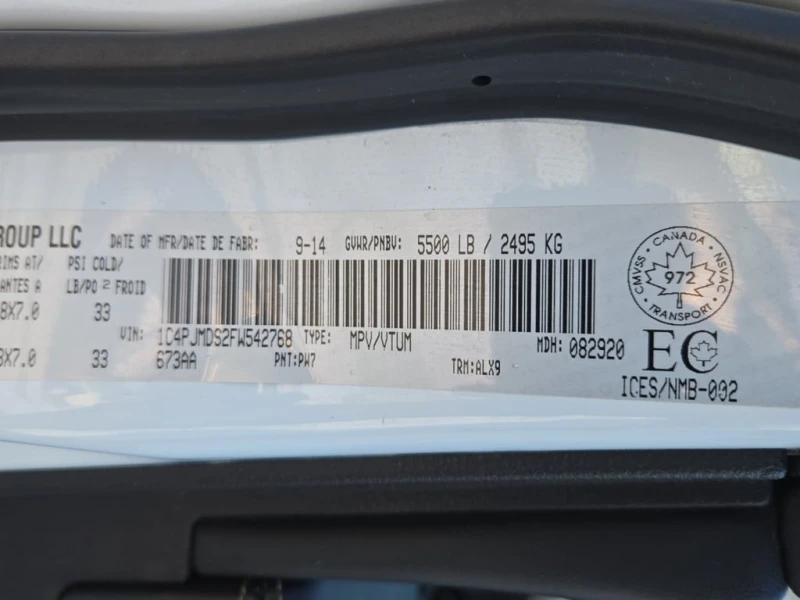 ROUP LLC DATE OF MFR/DATE DE FABR: 9-14 GVWR/PNBV: 5500 LB / 2495 KG
RIMS AT/ PSI COLD/
ANTES A LB/PO 2 FROID
8X7.0 33
VIN: 1C4PJMDS2FW542768 TYPE: MPV/VTUM MDH: 082920
8X7.0 33 673AA PNT:PW7 TRM:ALX9
CANADA
CMVSS 972 NSVAC
TRANSPORT
EC
ICES/NMB-002